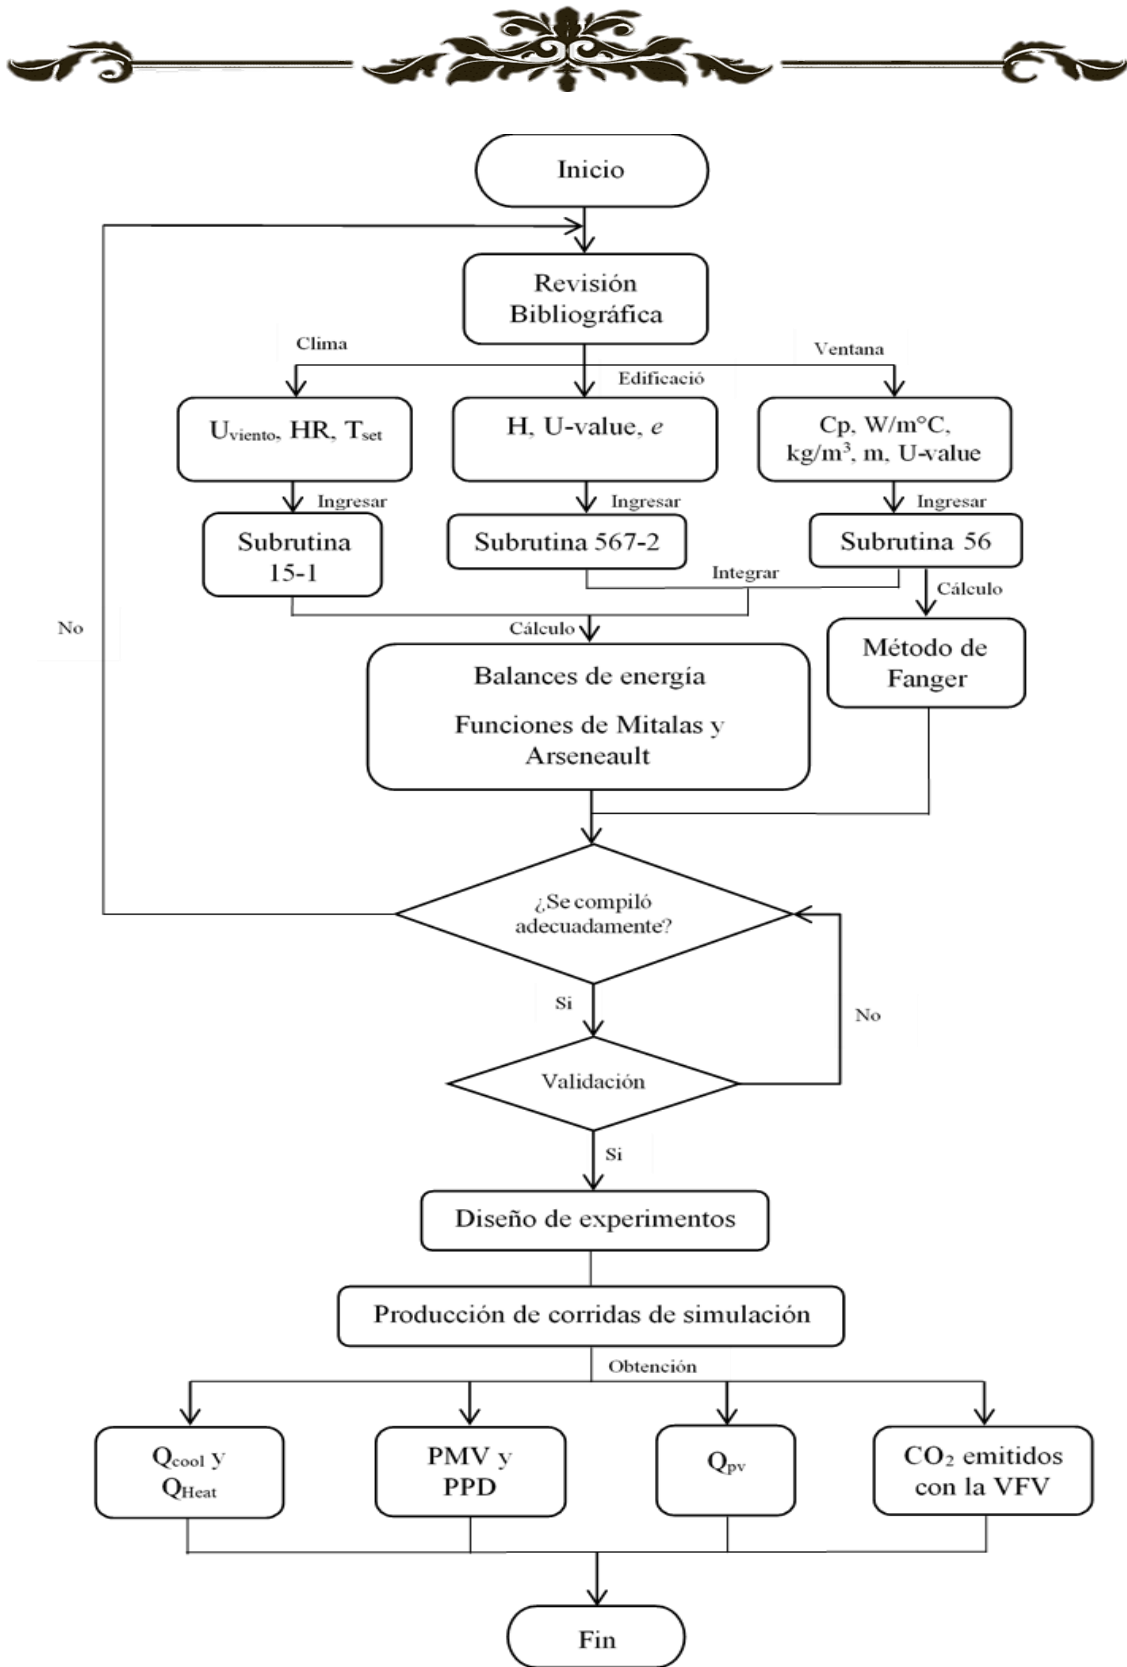 Inicio
Revisión
Bibliográfica
Clima
Edificació
Ventana
Uviento, HR, Tset
H, U-value, e
Cp, W/m°C,
kg/m³, m, U-value
Ingresar
Ingresar
Ingresar
Subrutina
15-1
Subrutina 567-2
Subrutina 56
Integrar
Cálculo
Cálculo
No
Balances de energía
Funciones de Mitalas y
Arseneault
Método de
Fanger
¿Se compiló
adecuadamente?
Si
No
Validación
Si
Diseño de experimentos
Producción de corridas de simulación
Obtención
Qcool y
QHeat
PMV y
PPD
Qpv
CO₂ emitidos
con la VFV
Fin